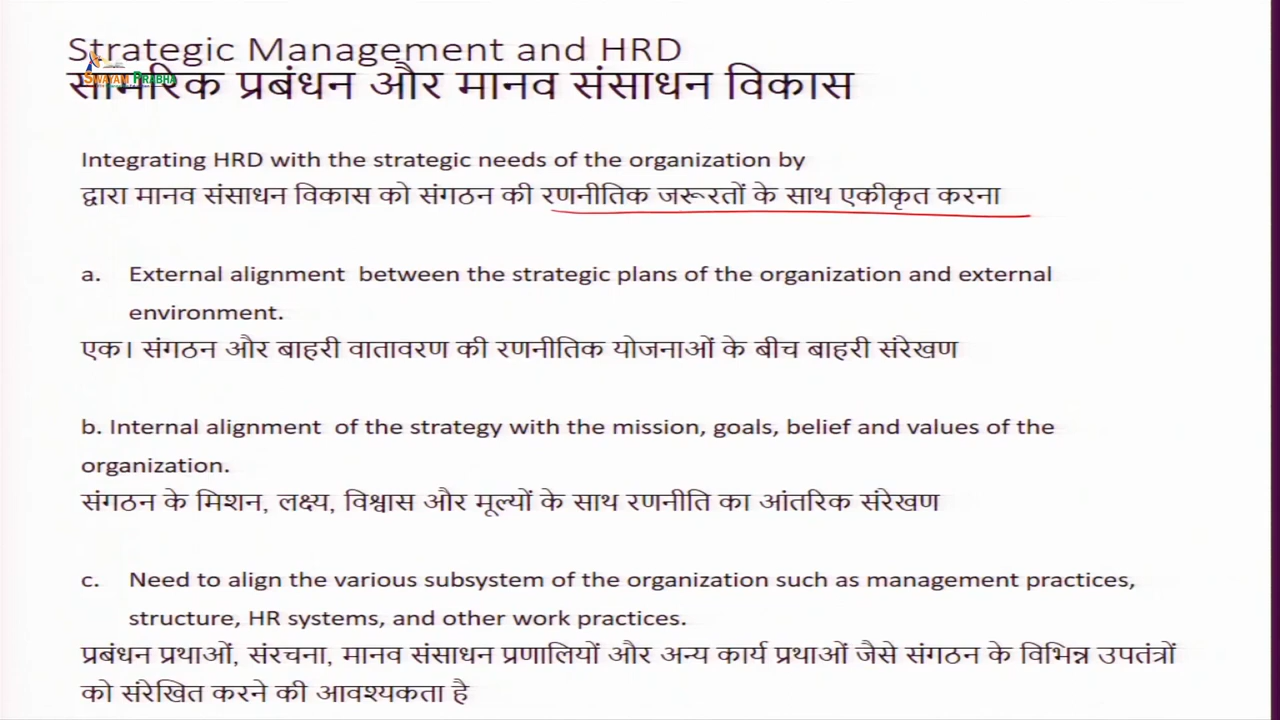 Strategic Management and HRD
SWAYAM PRABHA
सामरिक प्रबंधन और मानव संसाधन विकास
Integrating HRD with the strategic needs of the organization by
द्वारा मानव संसाधन विकास को संगठन की रणनीतिक जरूरतों के साथ एकीकृत करना
a. External alignment between the strategic plans of the organization and external
environment.
एक। संगठन और बाहरी वातावरण की रणनीतिक योजनाओं के बीच बाहरी संरेखण
b. Internal alignment of the strategy with the mission, goals, belief and values of the
organization.
संगठन के मिशन, लक्ष्य, विश्वास और मूल्यों के साथ रणनीति का आंतरिक संरेखण
c. Need to align the various subsystem of the organization such as management practices,
structure, HR systems, and other work practices.
प्रबंधन प्रथाओं, संरचना, मानव संसाधन प्रणालियों और अन्य कार्य प्रथाओं जैसे संगठन के विभिन्न उपतंत्रों
को संरेखित करने की आवश्यकता है